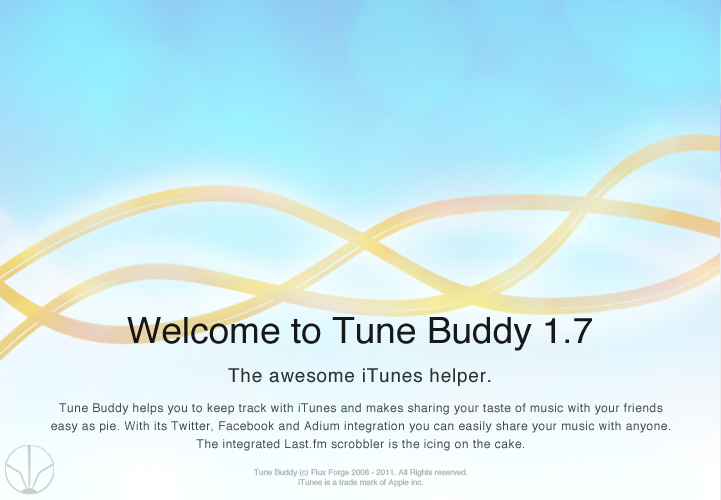 Welcome to Tune Buddy 1.7
The awesome iTunes helper.
Tune Buddy helps you to keep track with iTunes and makes sharing your taste of music with your friends
easy as pie. With its Twitter, Facebook and Adium integration you can easily share your music with anyone.
The integrated Last.fm scrobbler is the icing on the cake.
Tune Buddy (c) Flux Forge 2008 - 2011. All Rights reserved.
iTunes is a trade mark of Apple inc.